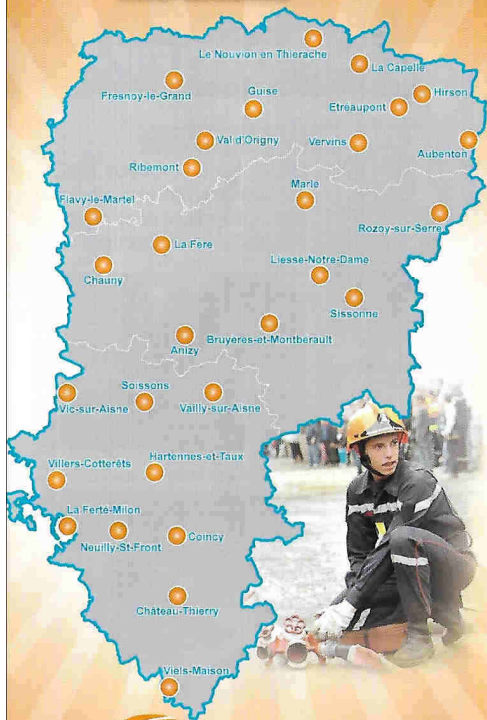 Le Nouvion en Thierache
La Capelle
Fresnoy-le-Grand
Guise
Hirson
Etréaupont
Val d'Origny
Vervins
Aubenton
Ribemont
Marle
Flavy-le-Martel
Rozoy-sur-Serre
La Fere
Liesse-Notre-Dame
Chauny
Sissonne
Bruyères-et-Montbérault
Anizy
Soissons
Vic-sur-Aisne
Vailly-sur-Aisne
Villers-Cotterêts
Hartennes-et-Taux
La Ferté-Milon
Coincy
Neuilly-St-Front
Château-Thierry
Viels-Maison